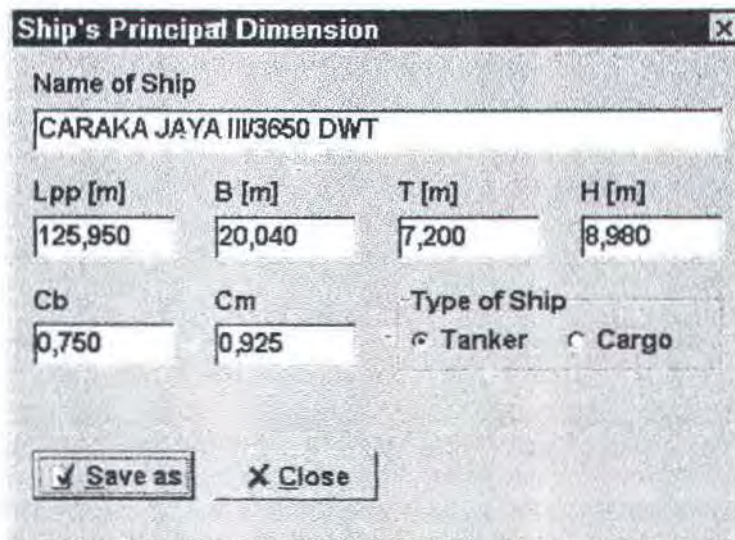 Ship's Principal Dimension
Name of Ship
CARAKA JAYA III/3650 DWT
Lpp [m] B [m] T [m] H [m]
125,950 20,040 7,200 8,980
Cb Cm Type of Ship
0,750 0,925 Tanker Cargo
Save as Close